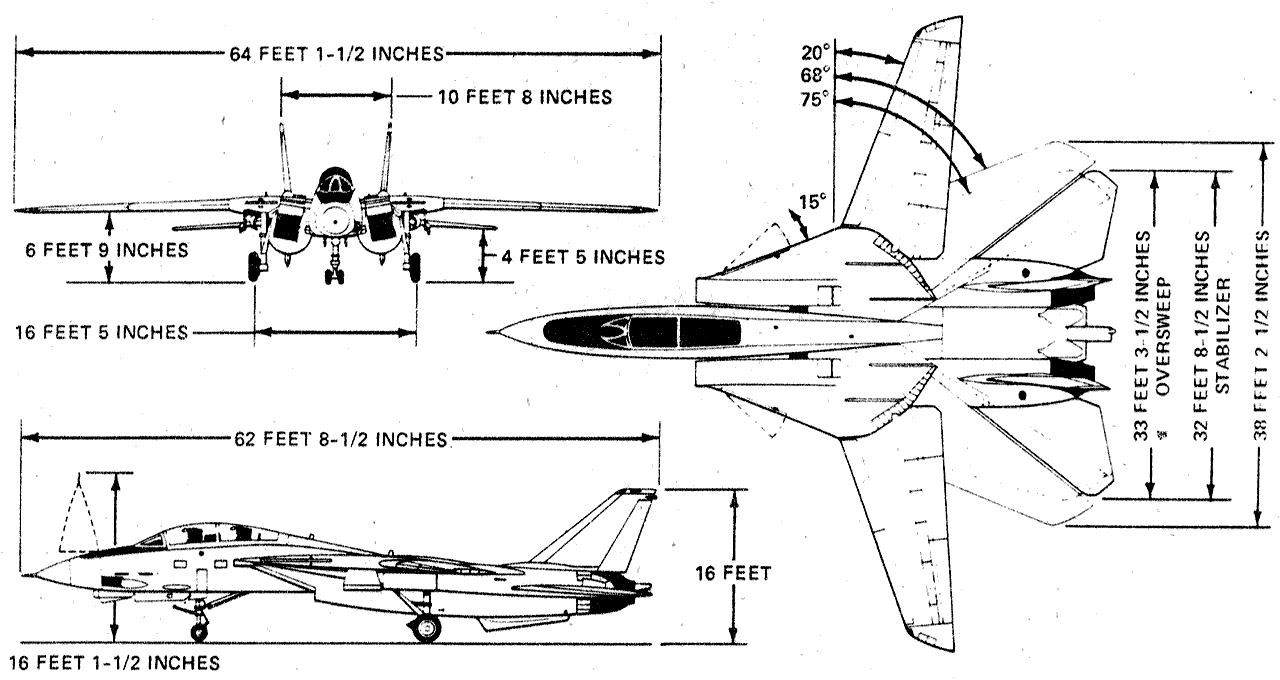 64 FEET 1-1/2 INCHES
10 FEET 8 INCHES
6 FEET 9 INCHES
4 FEET 5 INCHES
16 FEET 5 INCHES
20°
68°
75°
15°
33 FEET 3-1/2 INCHES
OVERSWEEP
32 FEET 8-1/2 INCHES
STABILIZER
38 FEET 2 1/2 INCHES
62 FEET 8-1/2 INCHES
16 FEET
16 FEET 1-1/2 INCHES